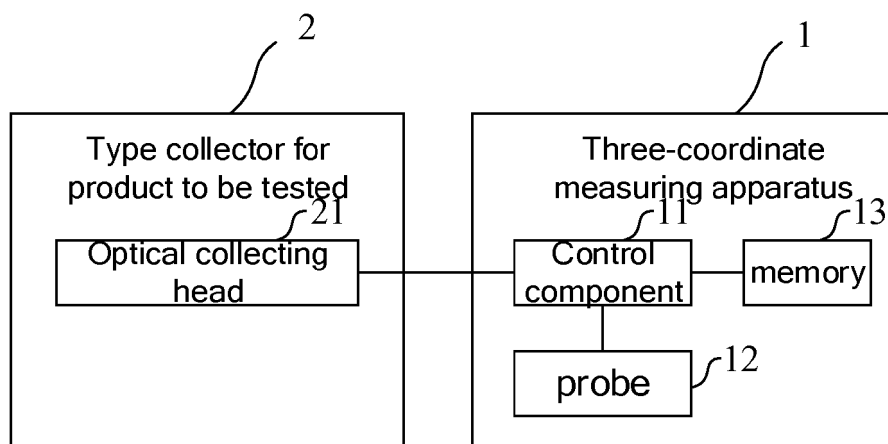 2
1
Type collector for
product to be tested
Three-coordinate
measuring apparatus
21
11
13
Optical collecting
head
Control
component
memory
probe
12